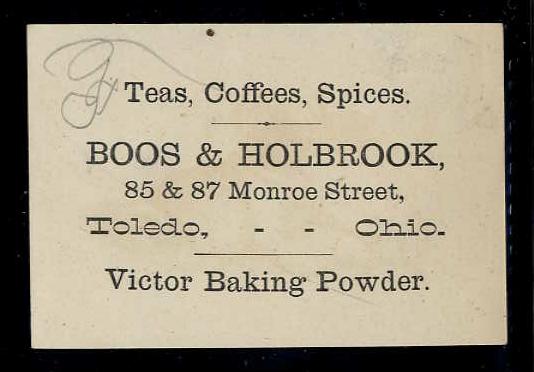 Teas, Coffees, Spices.
BOOS & HOLBROOK,
85 & 87 Monroe Street,
Toledo, - - Ohio.
Victor Baking Powder.